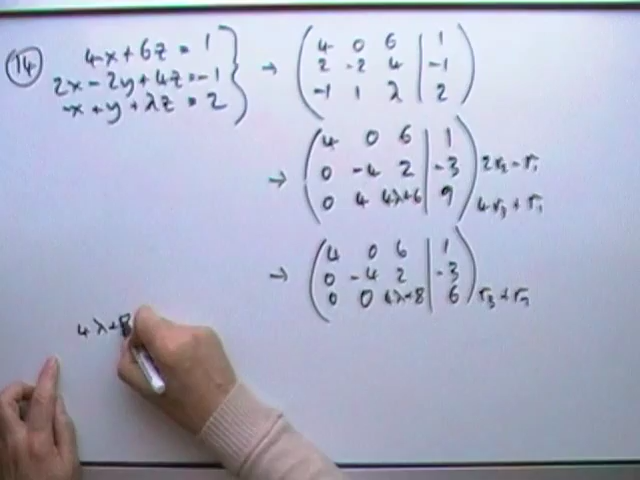 14
4x + 6z = 1
2x - 2y + 4z = -1
-x + y + λz = 2
→ ( 4 0 6 | 1
2 -2 4 | -1
-1 1 λ | 2 )
→ ( 4 0 6 | 1
0 -4 2 | -3 ) 2r₂ - r₁
0 4 4λ+6 | 9 ) 4r₃ + r₁
→ ( 4 0 6 | 1
0 -4 2 | -3
0 0 4λ+8 | 6 ) r₃ + r₂
4λ+8